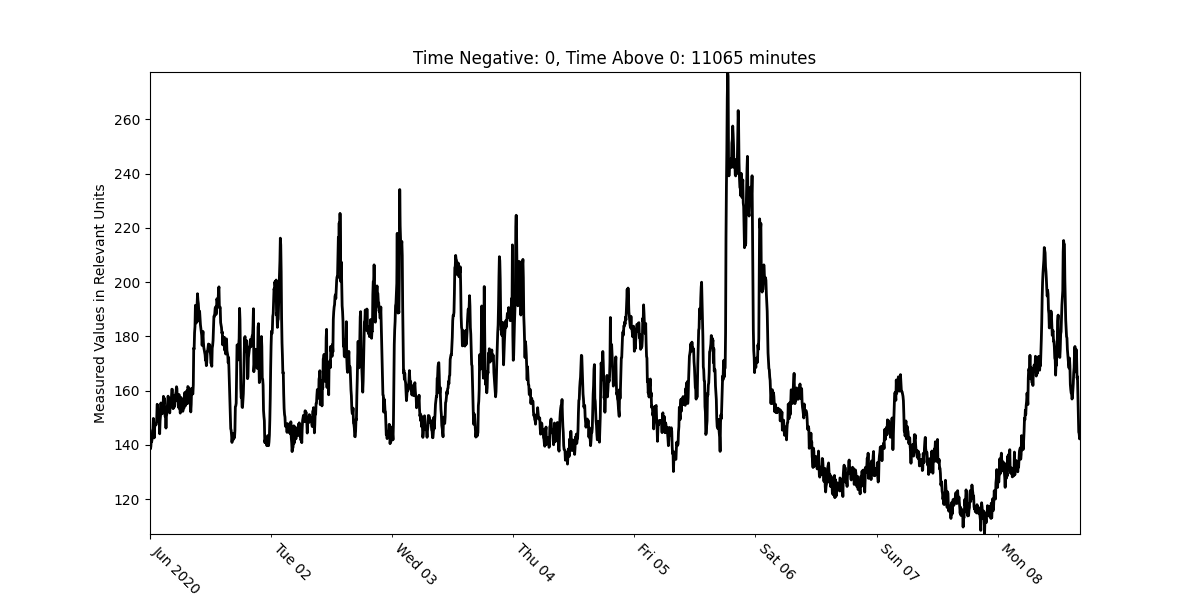 Time Negative: 0, Time Above 0: 11065 minutes
Measured Values in Relevant Units
260
240
220
200
180
160
140
120
Jun 2020
Tue 02
Wed 03
Thu 04
Fri 05
Sat 06
Sun 07
Mon 08